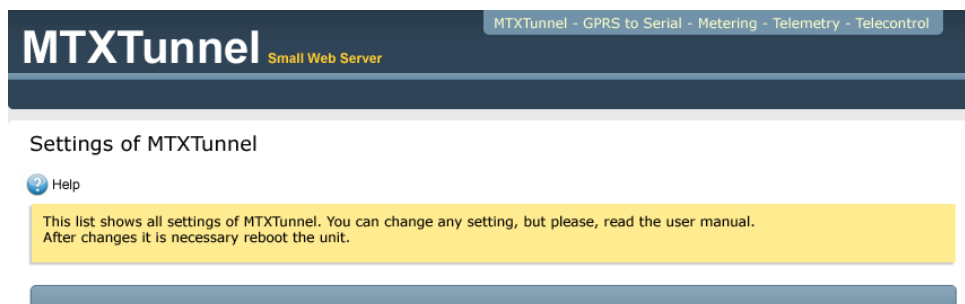 MTXTunnel - GPRS to Serial - Metering - Telemetry - Telecontrol
MTXTunnel Small Web Server
Settings of MTXTunnel
Help
This list shows all settings of MTXTunnel. You can change any setting, but please, read the user manual.
After changes it is necessary reboot the unit.